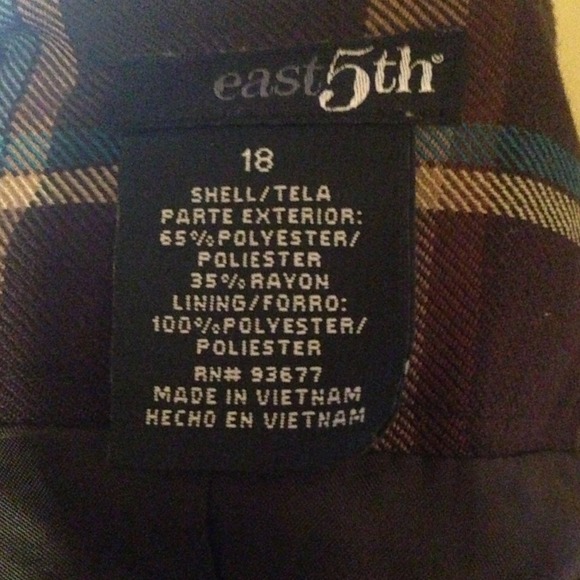 east5th®
18
SHELL/TELA
PARTE EXTERIOR:
65%POLYESTER/
POLIESTER
35%RAYON
LINING/FORRO:
100%POLYESTER/
POLIESTER
RN# 93677
MADE IN VIETNAM
HECHO EN VIETNAM